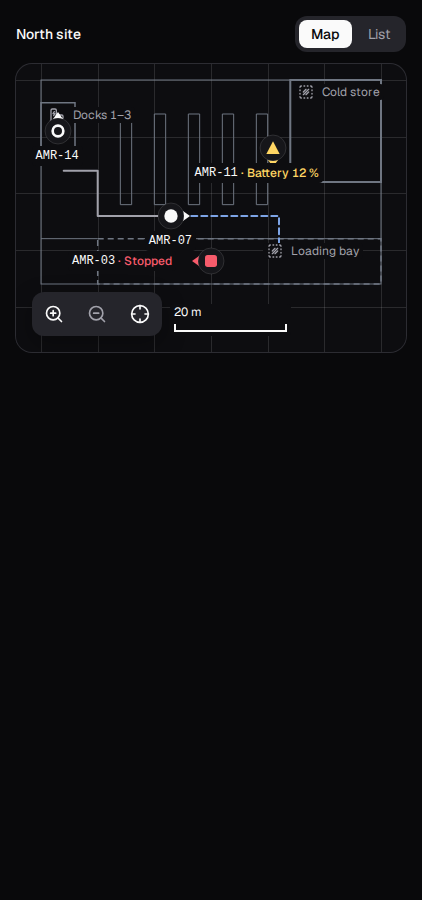 North site
Map
List
Cold store
Docks 1–3
AMR-14
AMR-11 · Battery 12 %
AMR-07
Loading bay
AMR-03 · Stopped
20 m